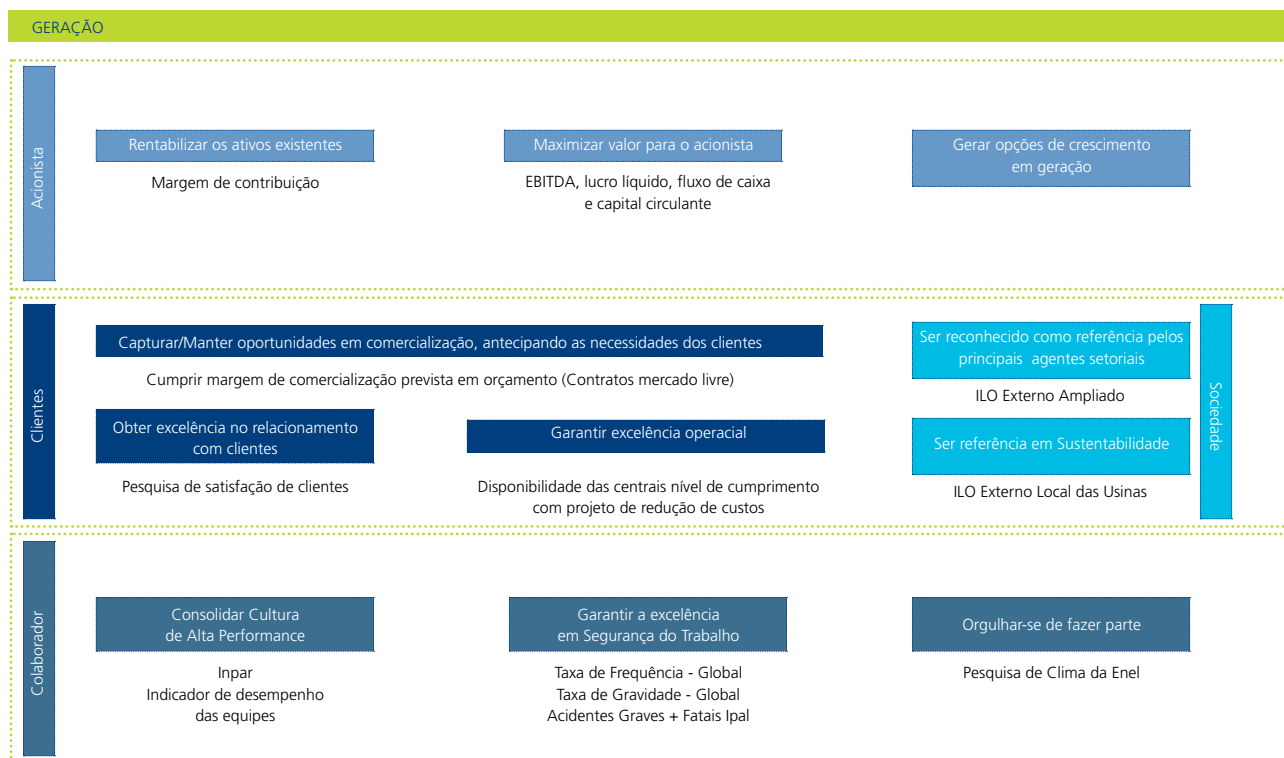 GERAÇÃO
Acionista
Rentabilizar os ativos existentes
Margem de contribuição
Maximizar valor para o acionista
EBITDA, lucro líquido, fluxo de caixa
e capital circulante
Gerar opções de crescimento
em geração
Clientes
Capturar/Manter oportunidades em comercialização, antecipando as necessidades dos clientes
Cumprir margem de comercialização prevista em orçamento (Contratos mercado livre)
Obter excelência no relacionamento
com clientes
Pesquisa de satisfação de clientes
Garantir excelência operacial
Disponibilidade das centrais nível de cumprimento
com projeto de redução de custos
Ser reconhecido como referência pelos
principais agentes setoriais
ILO Externo Ampliado
Ser referência em Sustentabilidade
ILO Externo Local das Usinas
Sociedade
Colaborador
Consolidar Cultura
de Alta Performance
Inpar
Indicador de desempenho
das equipes
Garantir a excelência
em Segurança do Trabalho
Taxa de Frequência - Global
Taxa de Gravidade - Global
Acidentes Graves + Fatais Ipal
Orgulhar-se de fazer parte
Pesquisa de Clima da Enel